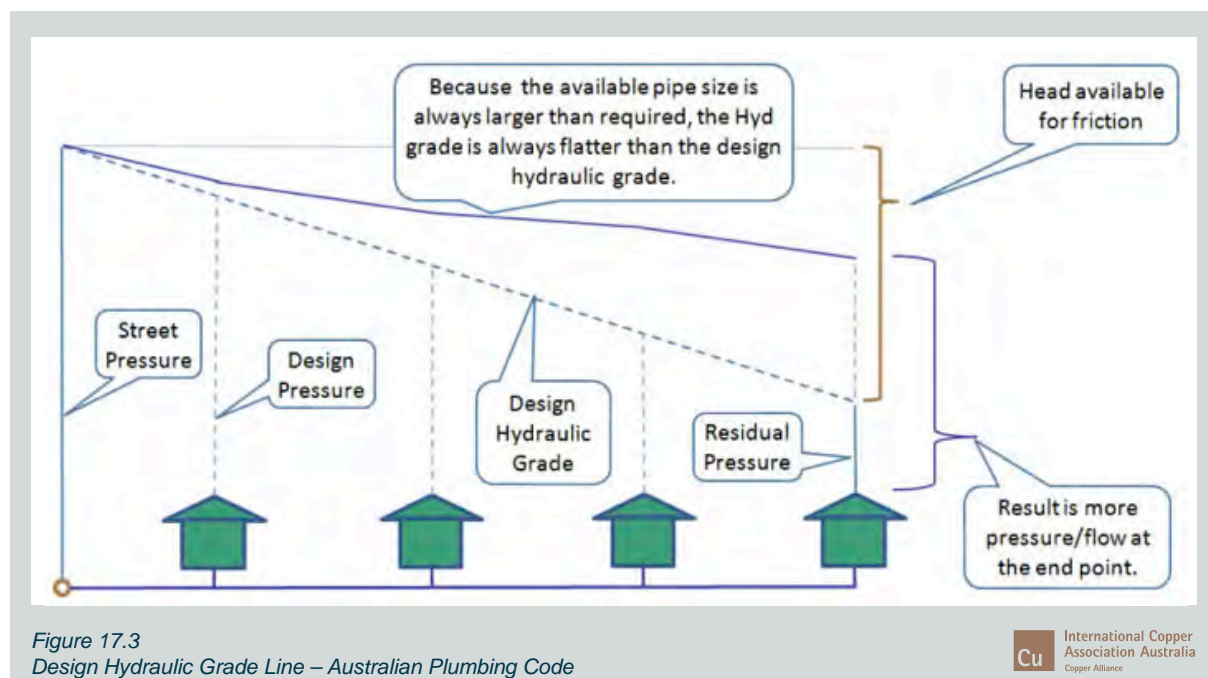 Because the available pipe size is
always larger than required, the Hyd
grade is always flatter than the design
hydraulic grade.
Head available
for friction
Street
Pressure
Design
Pressure
Design
Hydraulic
Grade
Residual
Pressure
Result is more
pressure/flow at
the end point.
Figure 17.3
Design Hydraulic Grade Line – Australian Plumbing Code
Cu
International Copper
Association Australia
Copper Alliance